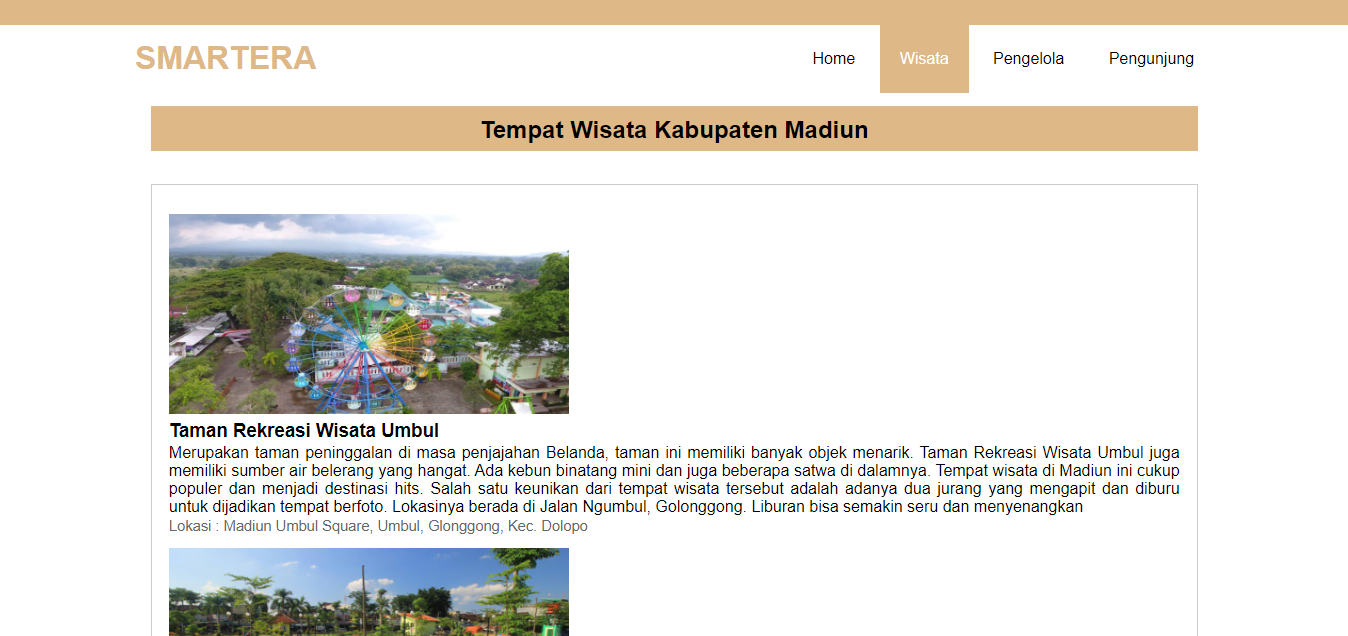 SMARTERA
Home
Wisata
Pengelola
Pengunjung
Tempat Wisata Kabupaten Madiun
Taman Rekreasi Wisata Umbul
Merupakan taman peninggalan di masa penjajahan Belanda, taman ini memiliki banyak objek menarik. Taman Rekreasi Wisata Umbul juga
memiliki sumber air belerang yang hangat. Ada kebun binatang mini dan juga beberapa satwa di dalamnya. Tempat wisata di Madiun ini cukup
populer dan menjadi destinasi hits. Salah satu keunikan dari tempat wisata tersebut adalah adanya dua jurang yang mengapit dan diburu
untuk dijadikan tempat berfoto. Lokasinya berada di Jalan Ngumbul, Golonggong. Liburan bisa semakin seru dan menyenangkan
Lokasi : Madiun Umbul Square, Umbul, Glonggong, Kec. Dolopo